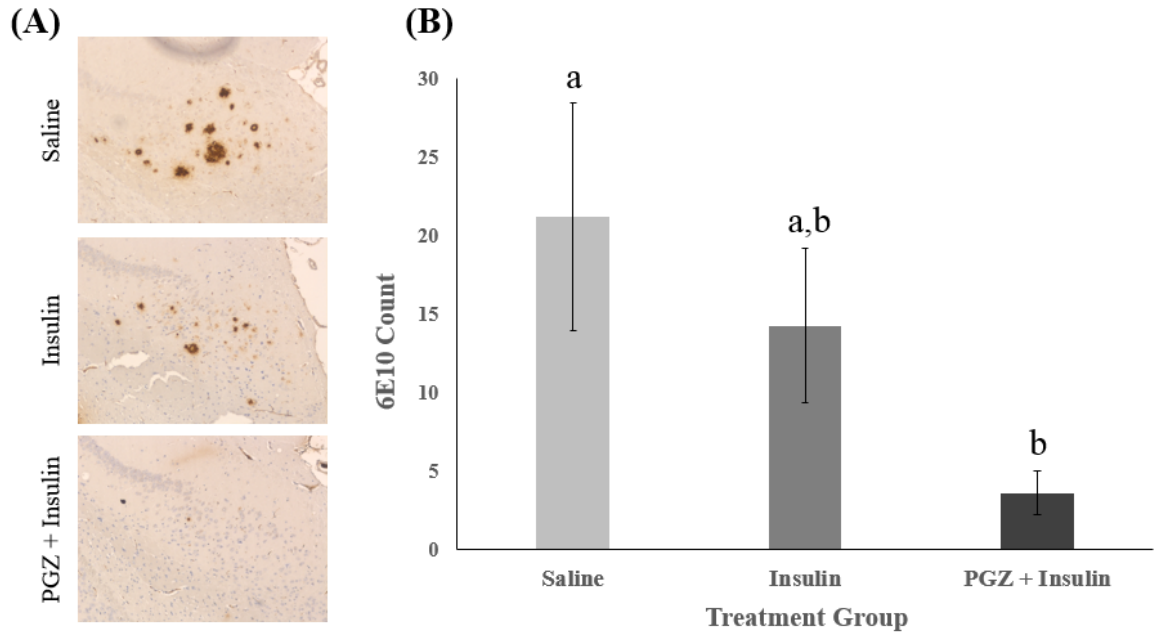 (A)
Saline
Insulin
PGZ + Insulin
(B)
6E10 Count
30
25
20
15
10
5
0
a
a,b
b
Saline
Insulin
PGZ + Insulin
Treatment Group